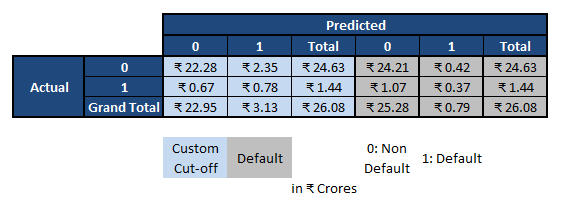 Predicted
0 1 Total 0 1 Total
Actual 0 ₹ 22.28 ₹ 2.35 ₹ 24.63 ₹ 24.21 ₹ 0.42 ₹ 24.63
1 ₹ 0.67 ₹ 0.78 ₹ 1.44 ₹ 1.07 ₹ 0.37 ₹ 1.44
Grand Total ₹ 22.95 ₹ 3.13 ₹ 26.08 ₹ 25.28 ₹ 0.79 ₹ 26.08
Custom
Cut-off
Default
0: Non
Default
1: Default
in ₹ Crores